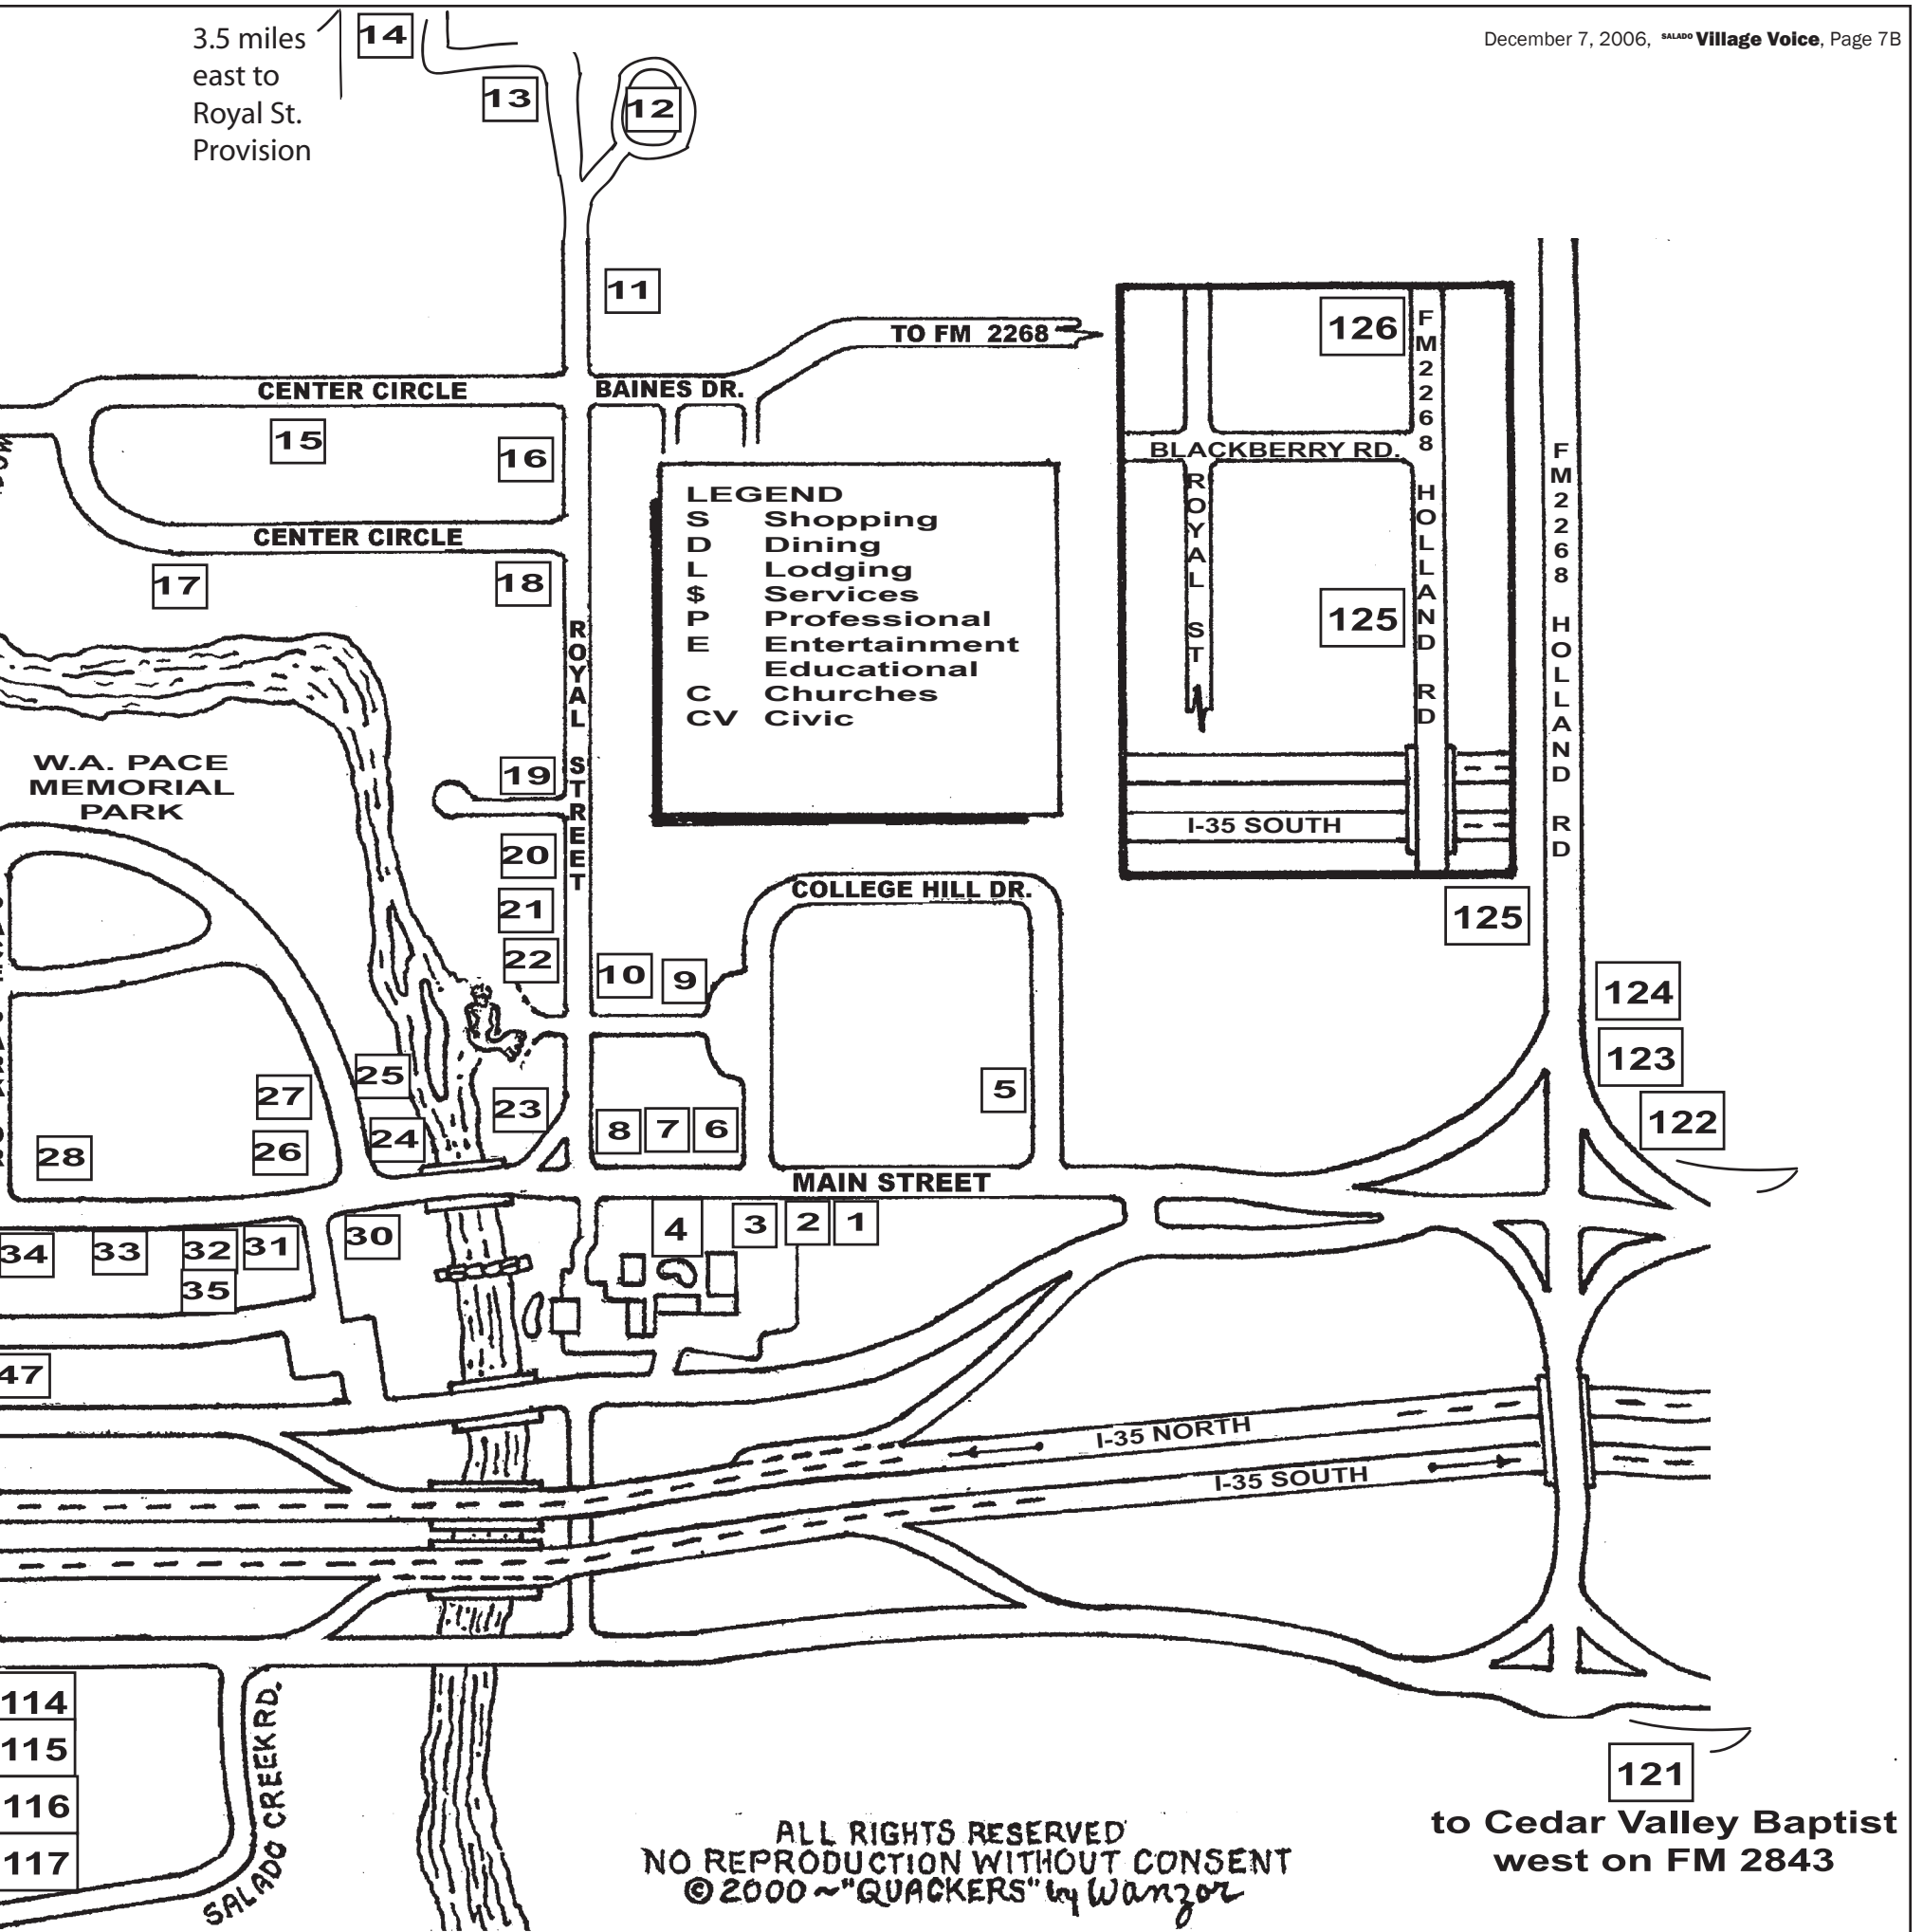 December 7, 2006, SALADO Village Voice, Page 7B
3.5 miles
east to
Royal St.
Provision
14
13
12
11
TO FM 2268
CENTER CIRCLE
BAINES DR.
15
16
CENTER CIRCLE
17
18
ROYAL STREET
LEGEND
S Shopping
D Dining
L Lodging
$ Services
P Professional
E Entertainment
Educational
C Churches
CV Civic
126
FM2268 HOLLAND RD
BLACKBERRY RD.
ROYAL ST
125
I-35 SOUTH
FM2268 HOLLAND RD
125
W.A. PACE
MEMORIAL
PARK
19
20
21
22
10
9
COLLEGE HILL DR.
5
124
123
122
25
27
23
24
26
28
8
7
6
MAIN STREET
4
3
2
1
30
31
32
33
34
35
47
I-35 NORTH
I-35 SOUTH
114
115
116
117
SALADO CREEK RD.
121
to Cedar Valley Baptist
west on FM 2843
ALL RIGHTS RESERVED
NO REPRODUCTION WITHOUT CONSENT
© 2000 ~ "QUACKERS" by Wanzor